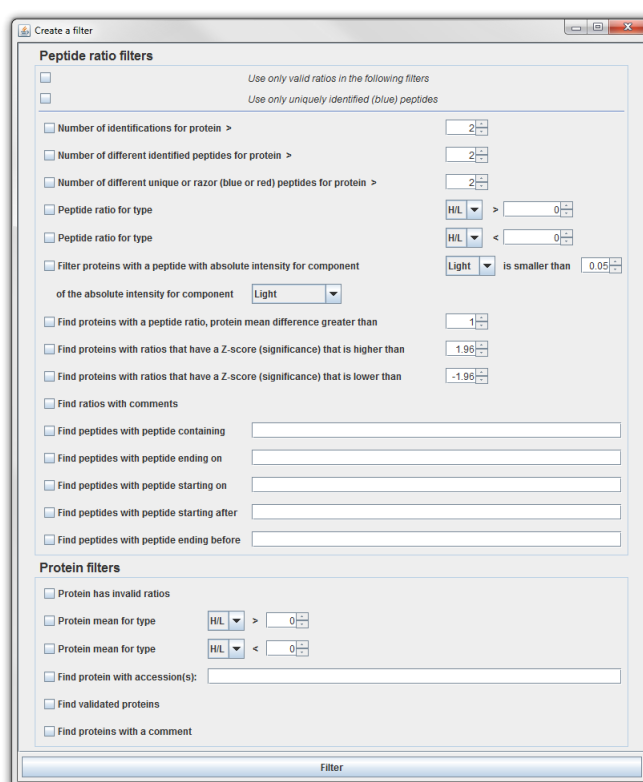 Create a filter
Peptide ratio filters
Use only valid ratios in the following filters
Use only uniquely identified (blue) peptides
Number of identifications for protein > 2
Number of different identified peptides for protein > 2
Number of different unique or razor (blue or red) peptides for protein > 2
Peptide ratio for type H/L > 0
Peptide ratio for type H/L < 0
Filter proteins with a peptide with absolute intensity for component Light is smaller than 0.05
of the absolute intensity for component Light
Find proteins with a peptide ratio, protein mean difference greater than 1
Find proteins with ratios that have a Z-score (significance) that is higher than 1.96
Find proteins with ratios that have a Z-score (significance) that is lower than -1.96
Find ratios with comments
Find peptides with peptide containing
Find peptides with peptide ending on
Find peptides with peptide starting on
Find peptides with peptide starting after
Find peptides with peptide ending before
Protein filters
Protein has invalid ratios
Protein mean for type H/L > 0
Protein mean for type H/L < 0
Find protein with accession(s):
Find validated proteins
Find proteins with a comment
Filter